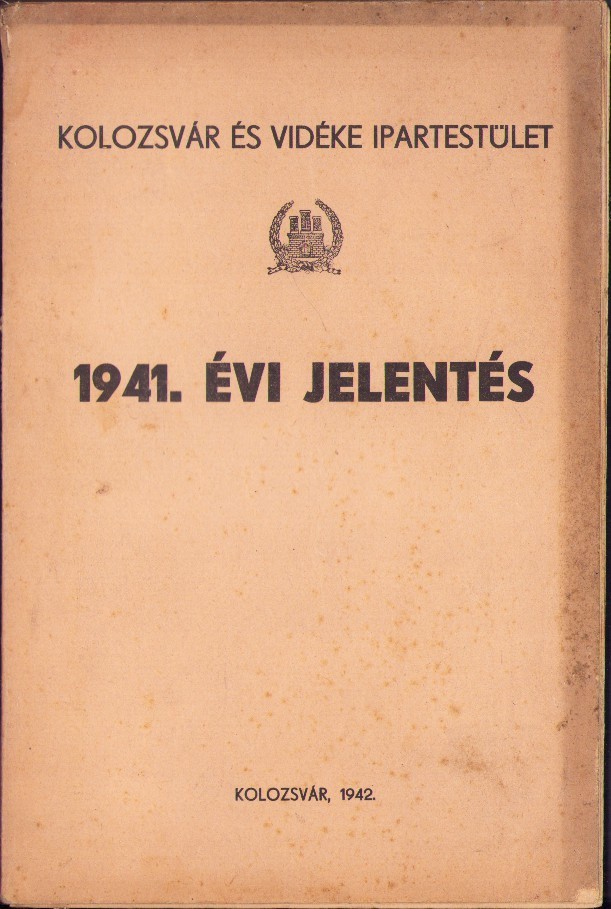 KOLOZSVÁR ÉS VIDÉKE IPARTESTÜLET
1941. ÉVI JELENTÉS
KOLOZSVÁR, 1942.